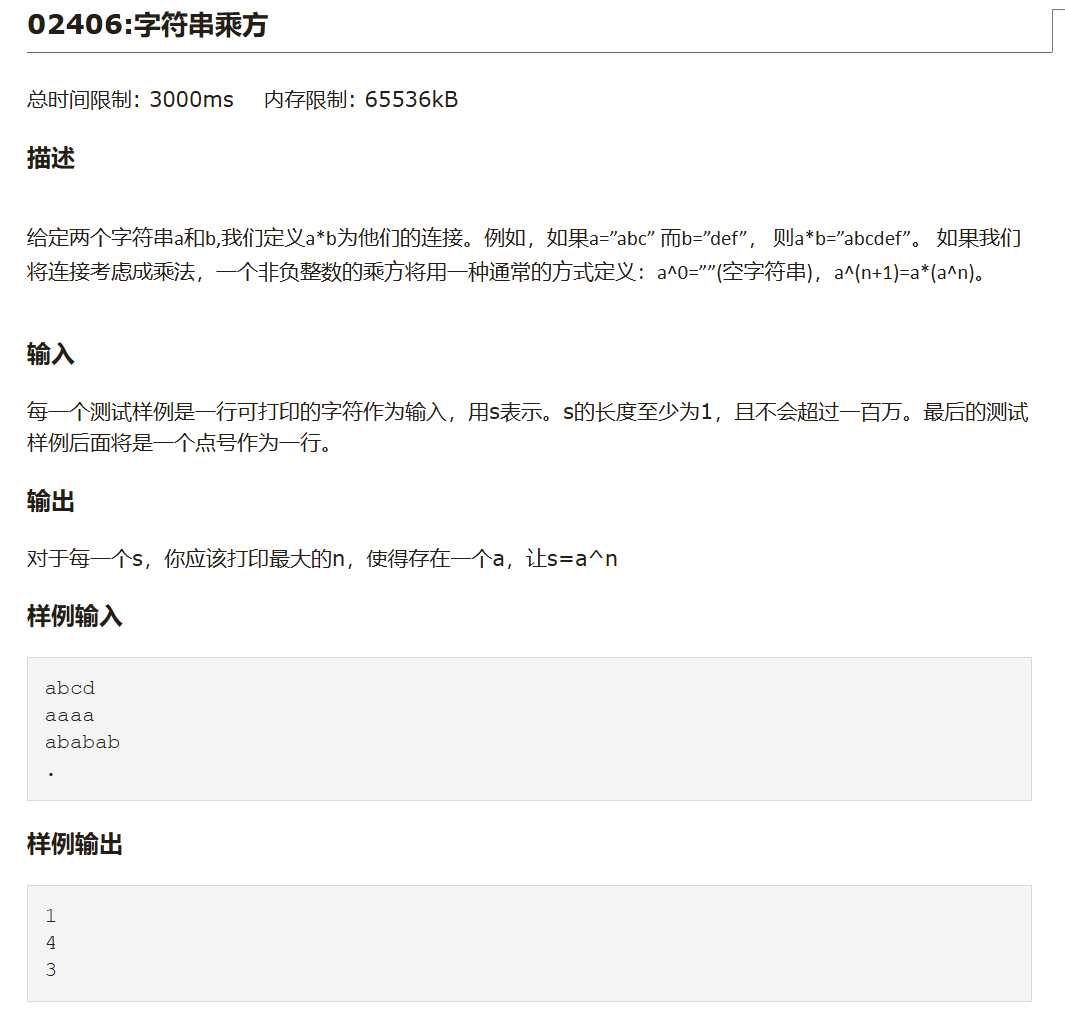 02406:字符串乘方
总时间限制: 3000ms 内存限制: 65536kB
描述
给定两个字符串a和b,我们定义a*b为他们的连接。例如，如果a=”abc” 而b=”def”， 则a*b=”abcdef”。 如果我们
将连接考虑成乘法，一个非负整数的乘方将用一种通常的方式定义：a^0=””(空字符串)，a^(n+1)=a*(a^n)。
输入
每一个测试样例是一行可打印的字符作为输入，用s表示。s的长度至少为1，且不会超过一百万。最后的测试
样例后面将是一个点号作为一行。
输出
对于每一个s，你应该打印最大的n，使得存在一个a，让s=a^n
样例输入
abcd
aaaa
ababab
.
样例输出
1
4
3